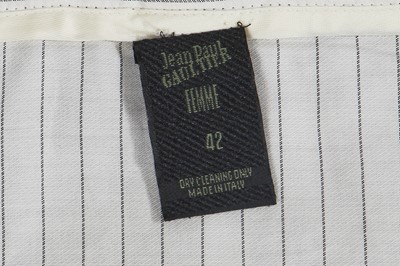 Jean Paul
GAULTIER
FEMME
42
DRY CLEANING ONLY
MADE IN ITALY